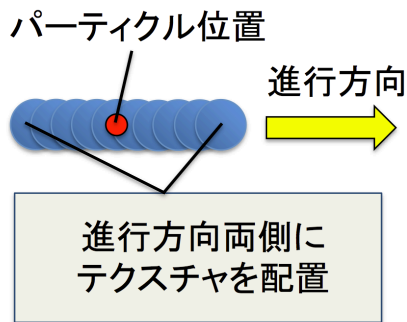 パーティクル位置
進行方向
進行方向両側に
テクスチャを配置